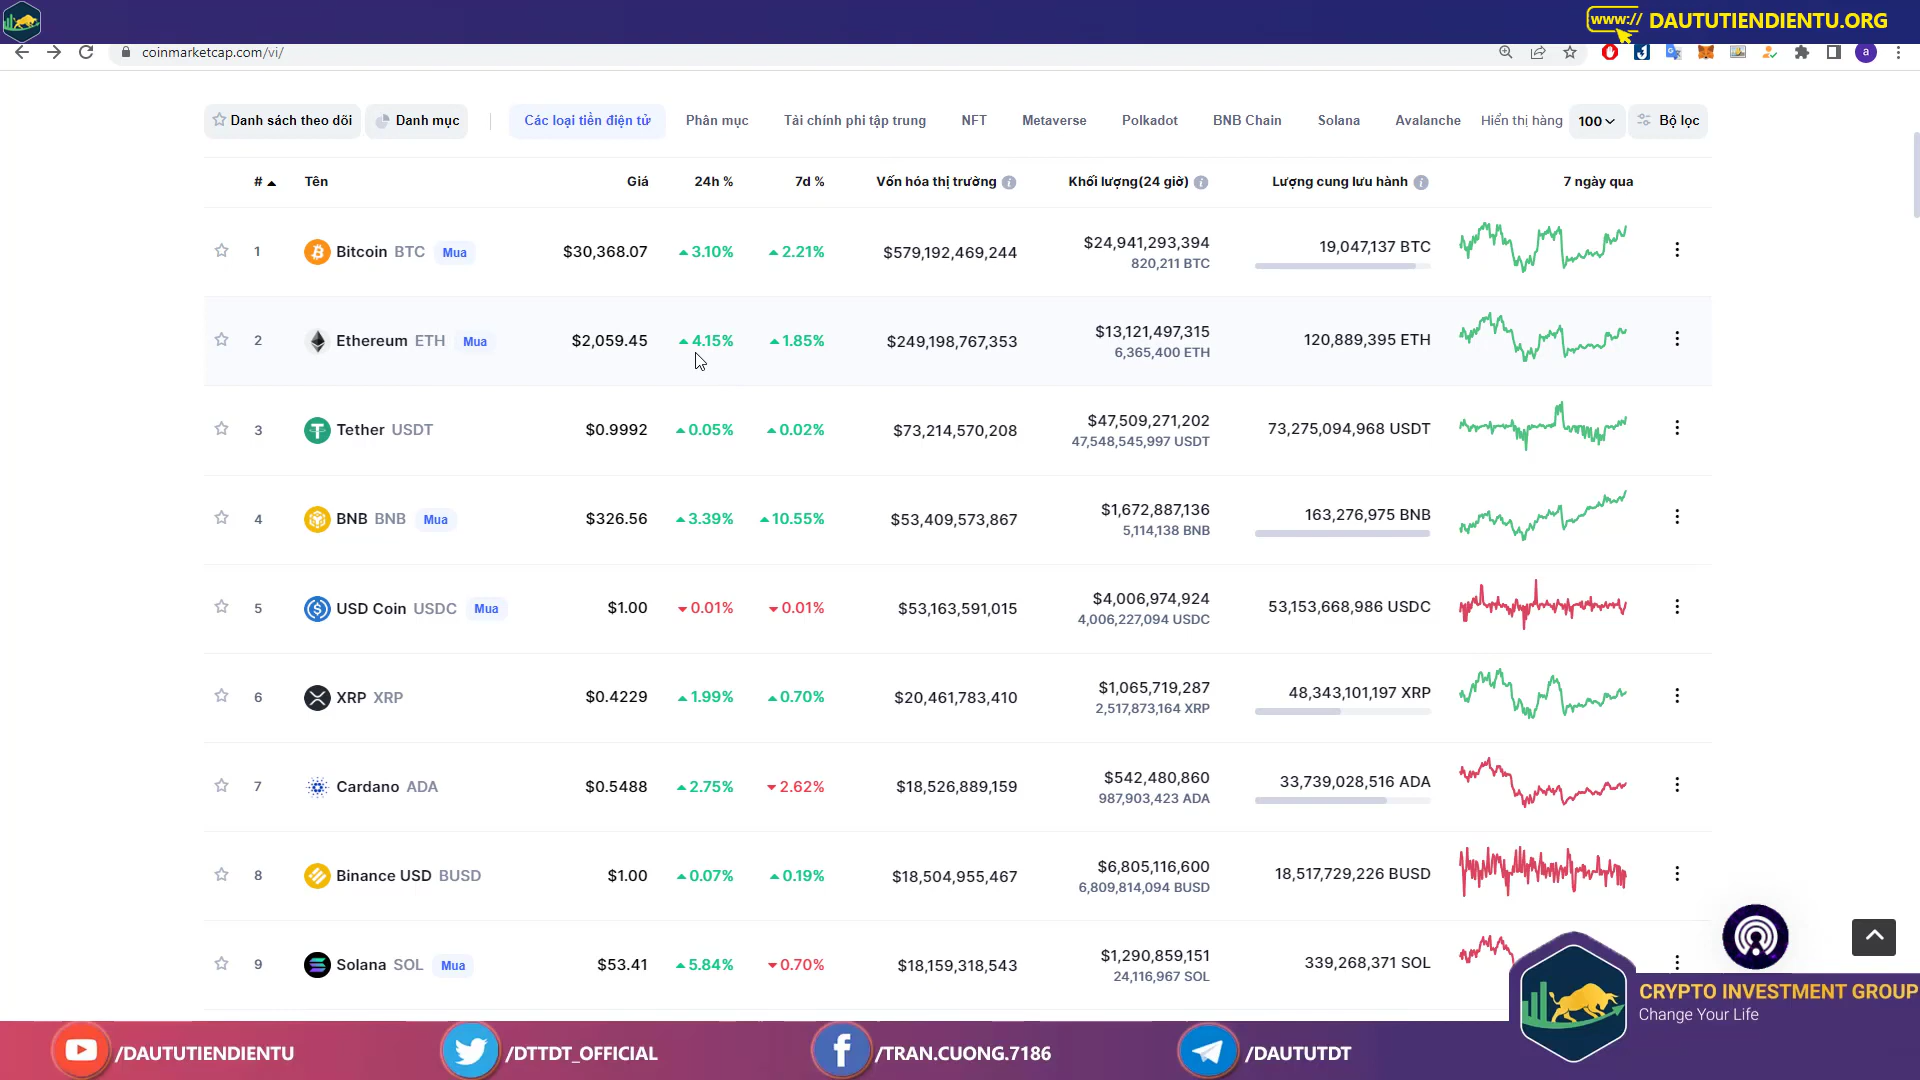 www:// DAUTUTIENDIENTU.ORG
coinmarketcap.com/vi/
a
Danh sách theo dõi Danh mục Các loại tiền điện tử Phân mục Tài chính phi tập trung NFT Metaverse Polkadot BNB Chain Solana Avalanche Hiển thị hàng 100 Bộ lọc
# Tên Giá 24h % 7d % Vốn hóa thị trường Khối lượng(24 giờ) Lượng cung lưu hành 7 ngày qua
1 Bitcoin BTC Mua $30,368.07 3.10% 2.21% $579,192,469,244 $24,941,293,394 19,047,137 BTC
820,211 BTC
2 Ethereum ETH Mua $2,059.45 4.15% 1.85% $249,198,767,353 $13,121,497,315 120,889,395 ETH
6,365,400 ETH
3 Tether USDT $0.9992 0.05% 0.02% $73,214,570,208 $47,509,271,202 73,275,094,968 USDT
47,548,545,997 USDT
4 BNB BNB Mua $326.56 3.39% 10.55% $53,409,573,867 $1,672,887,136 163,276,975 BNB
5,114,138 BNB
5 USD Coin USDC Mua $1.00 0.01% 0.01% $53,163,591,015 $4,006,974,924 53,153,668,986 USDC
4,006,227,094 USDC
6 XRP XRP $0.4229 1.99% 0.70% $20,461,783,410 $1,065,719,287 48,343,101,197 XRP
2,517,873,164 XRP
7 Cardano ADA $0.5488 2.75% 2.62% $18,526,889,159 $542,480,860 33,739,028,516 ADA
987,903,423 ADA
8 Binance USD BUSD $1.00 0.07% 0.19% $18,504,955,467 $6,805,116,600 18,517,729,226 BUSD
6,809,814,094 BUSD
9 Solana SOL Mua $53.41 5.84% 0.70% $18,159,318,543 $1,290,859,151 339,268,371 SOL
24,116,967 SOL
CRYPTO INVESTMENT GROUP
Change Your Life
/DAUTUTIENDIENTU /DTTDT_OFFICIAL /TRAN.CUONG.7186 /DAUTUTDT